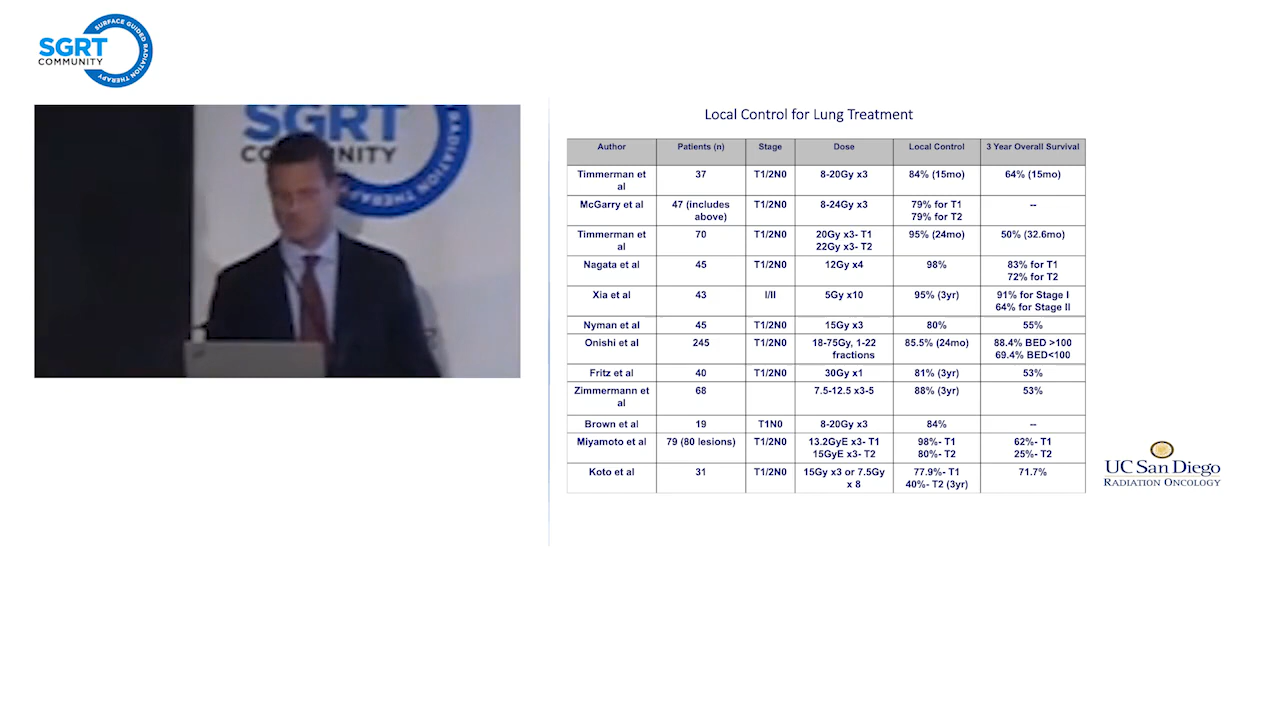 SURFACE GUIDED RADIATION THERAPY
SGRT
COMMUNITY
SGRT
COMMUNITY
RADIATION THERAPY
Local Control for Lung Treatment
Author Patients (n) Stage Dose Local Control 3 Year Overall Survival
Timmerman et 37 T1/2N0 8-20Gy x3 84% (15mo) 64% (15mo)
al
McGarry et al 47 (includes T1/2N0 8-24Gy x3 79% for T1 --
above) 79% for T2
Timmerman et 70 T1/2N0 20Gy x3- T1 95% (24mo) 50% (32.6mo)
al 22Gy x3- T2
Nagata et al 45 T1/2N0 12Gy x4 98% 83% for T1
72% for T2
Xia et al 43 I/II 5Gy x10 95% (3yr) 91% for Stage I
64% for Stage II
Nyman et al 45 T1/2N0 15Gy x3 80% 55%
Onishi et al 245 T1/2N0 18-75Gy, 1-22 85.5% (24mo) 88.4% BED >100
fractions 69.4% BED<100
Fritz et al 40 T1/2N0 30Gy x1 81% (3yr) 53%
Zimmermann et 68 7.5-12.5 x3-5 88% (3yr) 53%
al
Brown et al 19 T1N0 8-20Gy x3 84% --
Miyamoto et al 79 (80 lesions) T1/2N0 13.2GyE x3- T1 98%- T1 62%- T1
15GyE x3- T2 80%- T2 25%- T2
Koto et al 31 T1/2N0 15Gy x3 or 7.5Gy 77.9%- T1 71.7%
x 8 40%- T2 (3yr)
UC San Diego
RADIATION ONCOLOGY